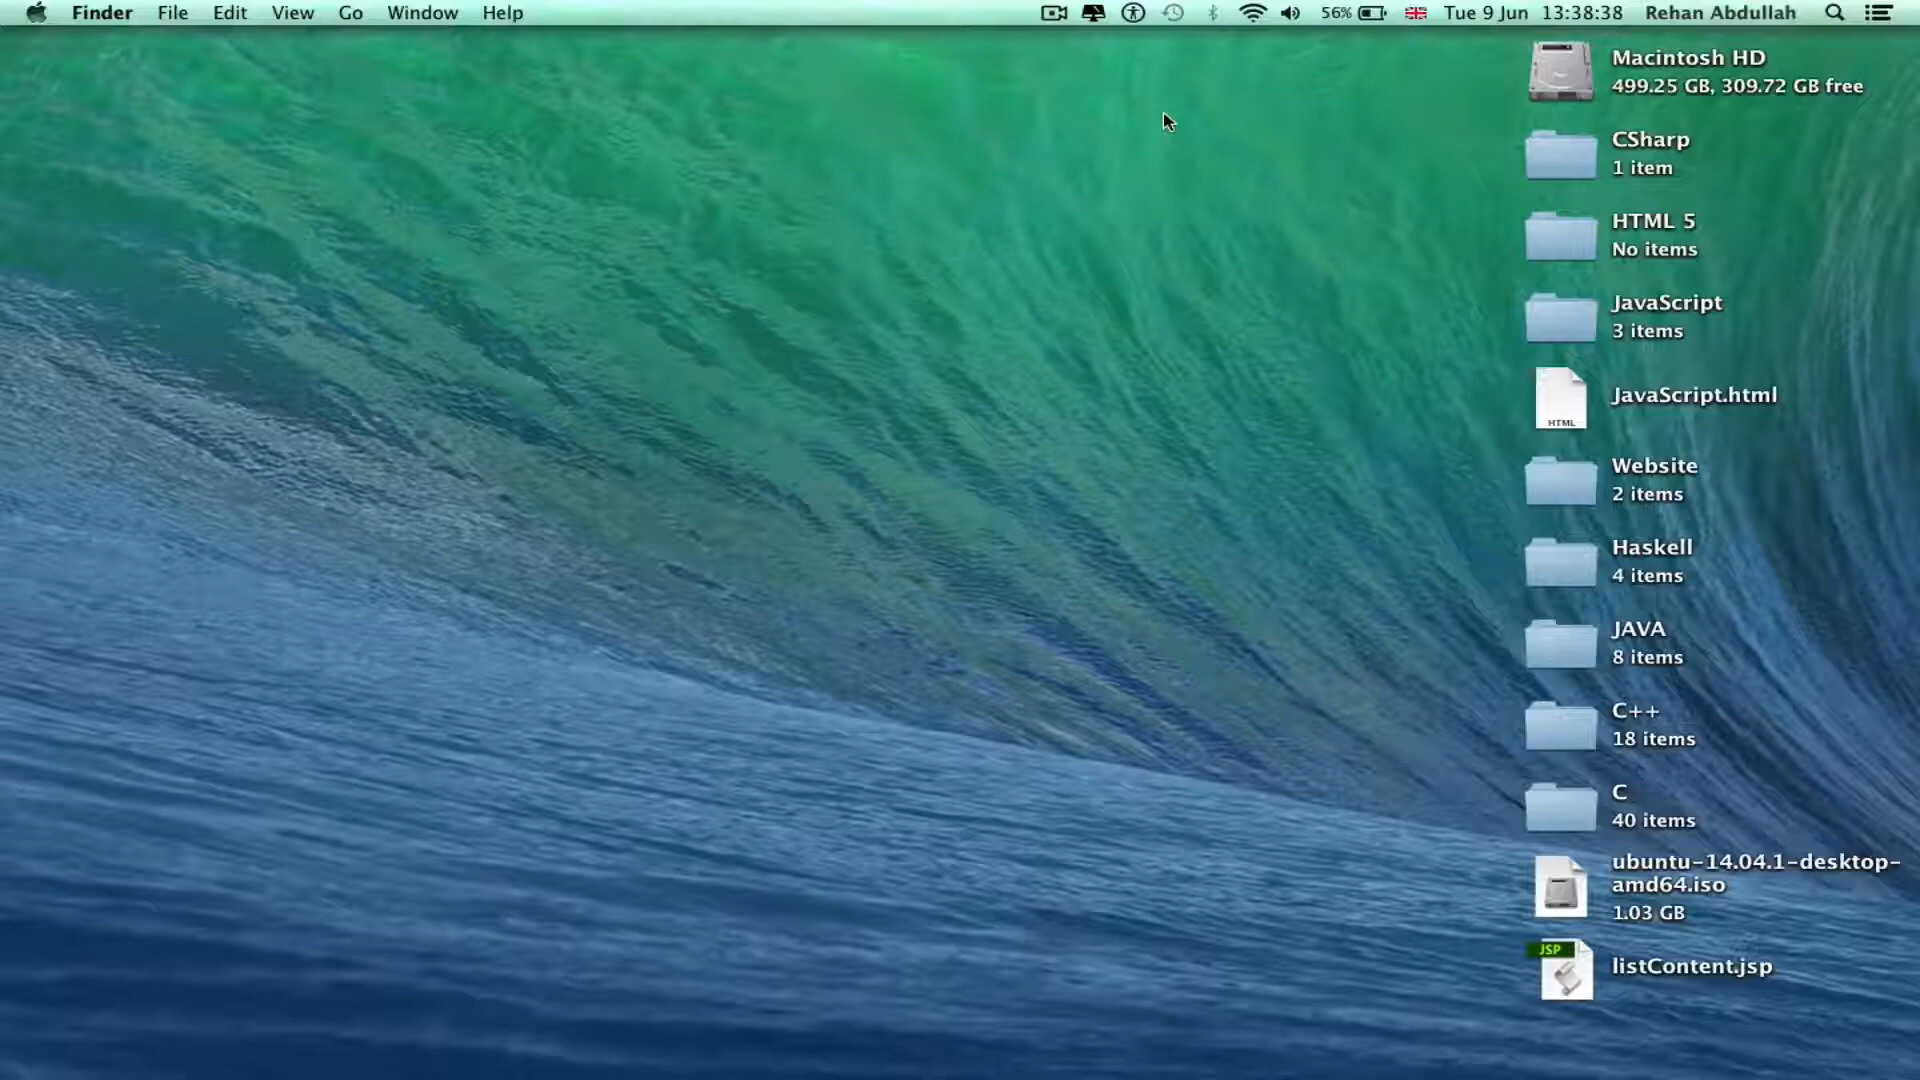 Finder File Edit View Go Window Help 56% Tue 9 Jun 13:38:38 Rehan Abdullah
Macintosh HD
499.25 GB, 309.72 GB free
CSharp
1 item
HTML 5
No items
JavaScript
3 items
HTML
JavaScript.html
Website
2 items
Haskell
4 items
JAVA
8 items
C++
18 items
C
40 items
ubuntu-14.04.1-desktop-
amd64.iso
1.03 GB
JSP
listContent.jsp